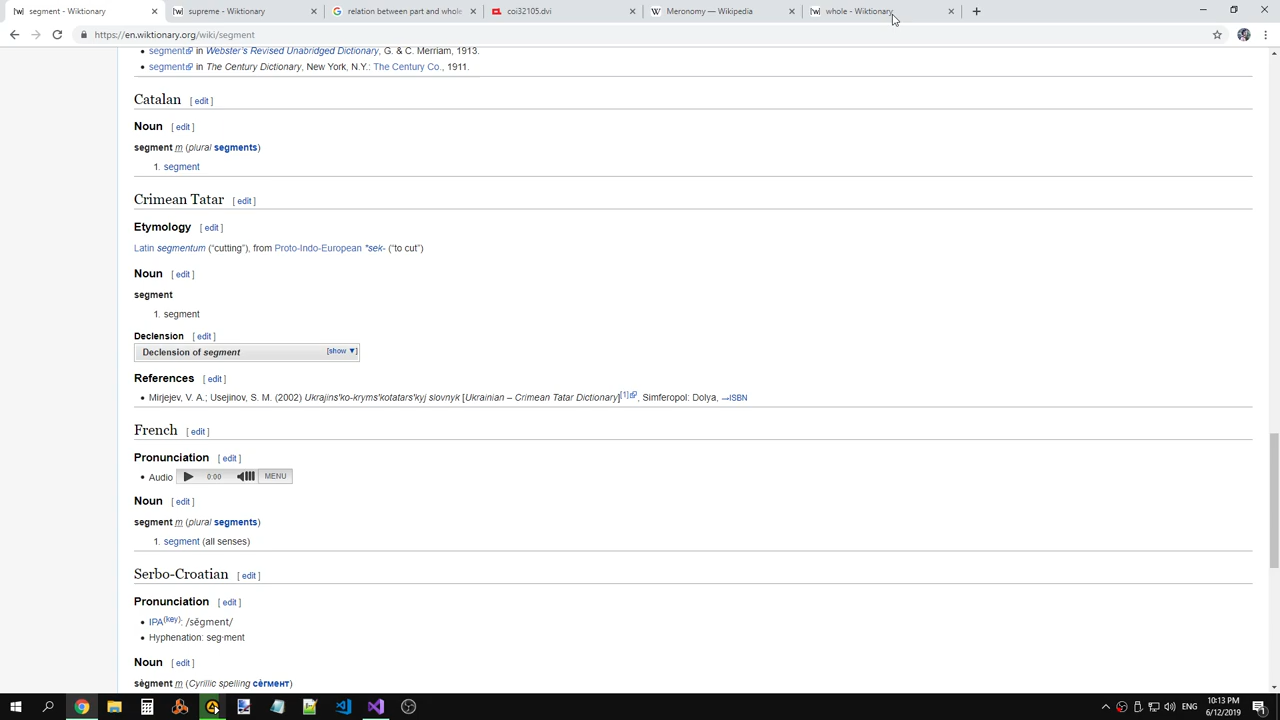 segment - Wiktionary
supreme - Wiktionary
relation between part and whole
coi32105.dvi
Meronomy — Wikipedia
whole - Wiktionary
https://en.wiktionary.org/wiki/segment
segment in Webster's Revised Unabridged Dictionary, G. & C. Merriam, 1913.
segment in The Century Dictionary, New York, N.Y.: The Century Co., 1911.
Catalan [ edit ]
Noun [ edit ]
segment m (plural segments)
1. segment
Crimean Tatar [ edit ]
Etymology [ edit ]
Latin segmentum (“cutting”), from Proto-Indo-European *sek- (“to cut”)
Noun [ edit ]
segment
1. segment
Declension [ edit ]
Declension of segment [show ▼]
References [ edit ]
Mirjejev, V. A.; Usejinov, S. M. (2002) Ukrajins'ko-kryms'kotatars'kyj slovnyk [Ukrainian – Crimean Tatar Dictionary][1], Simferopol: Dolya, →ISBN
French [ edit ]
Pronunciation [ edit ]
Audio 0:00 MENU
Noun [ edit ]
segment m (plural segments)
1. segment (all senses)
Serbo-Croatian [ edit ]
Pronunciation [ edit ]
IPA(key): /sěɡment/
Hyphenation: seg·ment
Noun [ edit ]
sègment m (Cyrillic spelling сѐгмент)
ENG
10:13 PM
6/12/2019
1